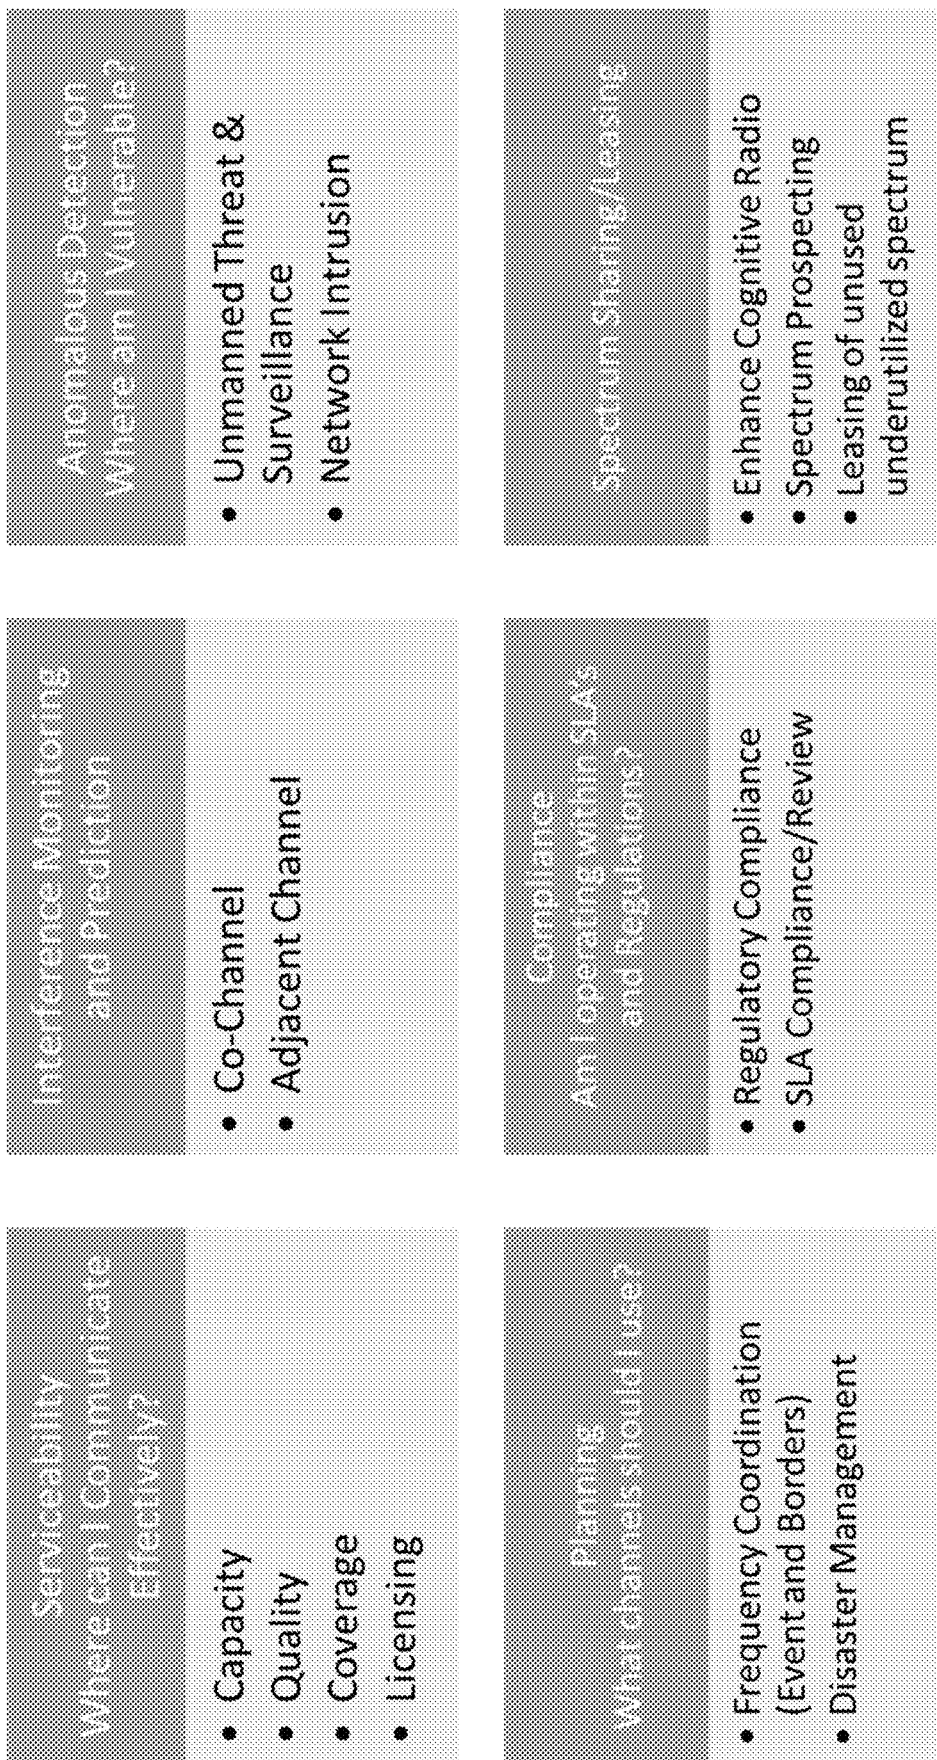 Serviceability
Where can I Communicate
Effectively?
• Capacity
• Quality
• Coverage
• Licensing
Interference Monitoring
and Prediction
• Co-Channel
• Adjacent Channel
Anomalous Detection
Where am I Vulnerable?
• Unmanned Threat &
Surveillance
• Network Intrusion
Planning
What channels should I use?
• Frequency Coordination
(Event and Borders)
• Disaster Management
Compliance
Am I operating within SLA's
and Regulations?
• Regulatory Compliance
• SLA Compliance/Review
Spectrum Sharing/Leasing
• Enhance Cognitive Radio
• Spectrum Prospecting
• Leasing of unused
underutilized spectrum